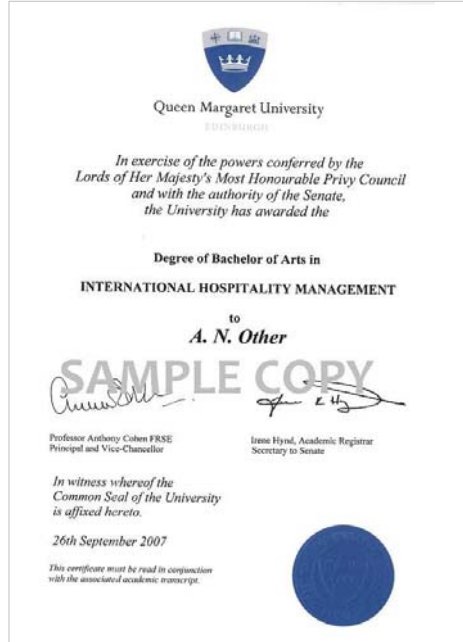 Queen Margaret University
EDINBURGH
In exercise of the powers conferred by the
Lords of Her Majesty's Most Honourable Privy Council
and with the authority of the Senate,
the University has awarded the
Degree of Bachelor of Arts in
INTERNATIONAL HOSPITALITY MANAGEMENT
to
A. N. Other
SAMPLE COPY
Professor Anthony Cohen FRSE
Principal and Vice-Chancellor
Irene Hynd, Academic Registrar
Secretary to Senate
In witness whereof the
Common Seal of the University
is affixed hereto.
26th September 2007
This certificate must be read in conjunction
with the associated academic transcript.